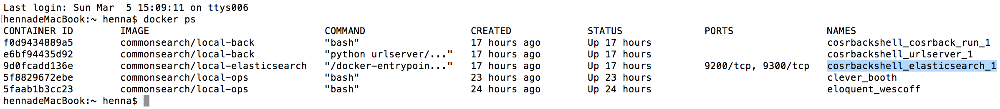 Last login: Sun Mar  5 15:09:11 on ttys006
[hennadeMacBook:~ henna$ docker ps
CONTAINER ID        IMAGE                              COMMAND                  CREATED             STATUS              PORTS                NAMES
f0d9434889a5        commonsearch/local-back            "bash"                   17 hours ago        Up 17 hours                              cosrbackshell_cosrback_run_1
e6bf94435d92        commonsearch/local-back            "python urlserver/..."   17 hours ago        Up 17 hours                              cosrbackshell_urlserver_1
9d0fcadd136e        commonsearch/local-elasticsearch   "/docker-entrypoin..."   17 hours ago        Up 17 hours         9200/tcp, 9300/tcp   cosrbackshell_elasticsearch_1
5f8829672ebe        commonsearch/local-ops             "bash"                   23 hours ago        Up 23 hours                              clever_booth
5faab1b3cc23        commonsearch/local-ops             "bash"                   24 hours ago        Up 24 hours                              eloquent_wescoff
hennadeMacBook:~ henna$